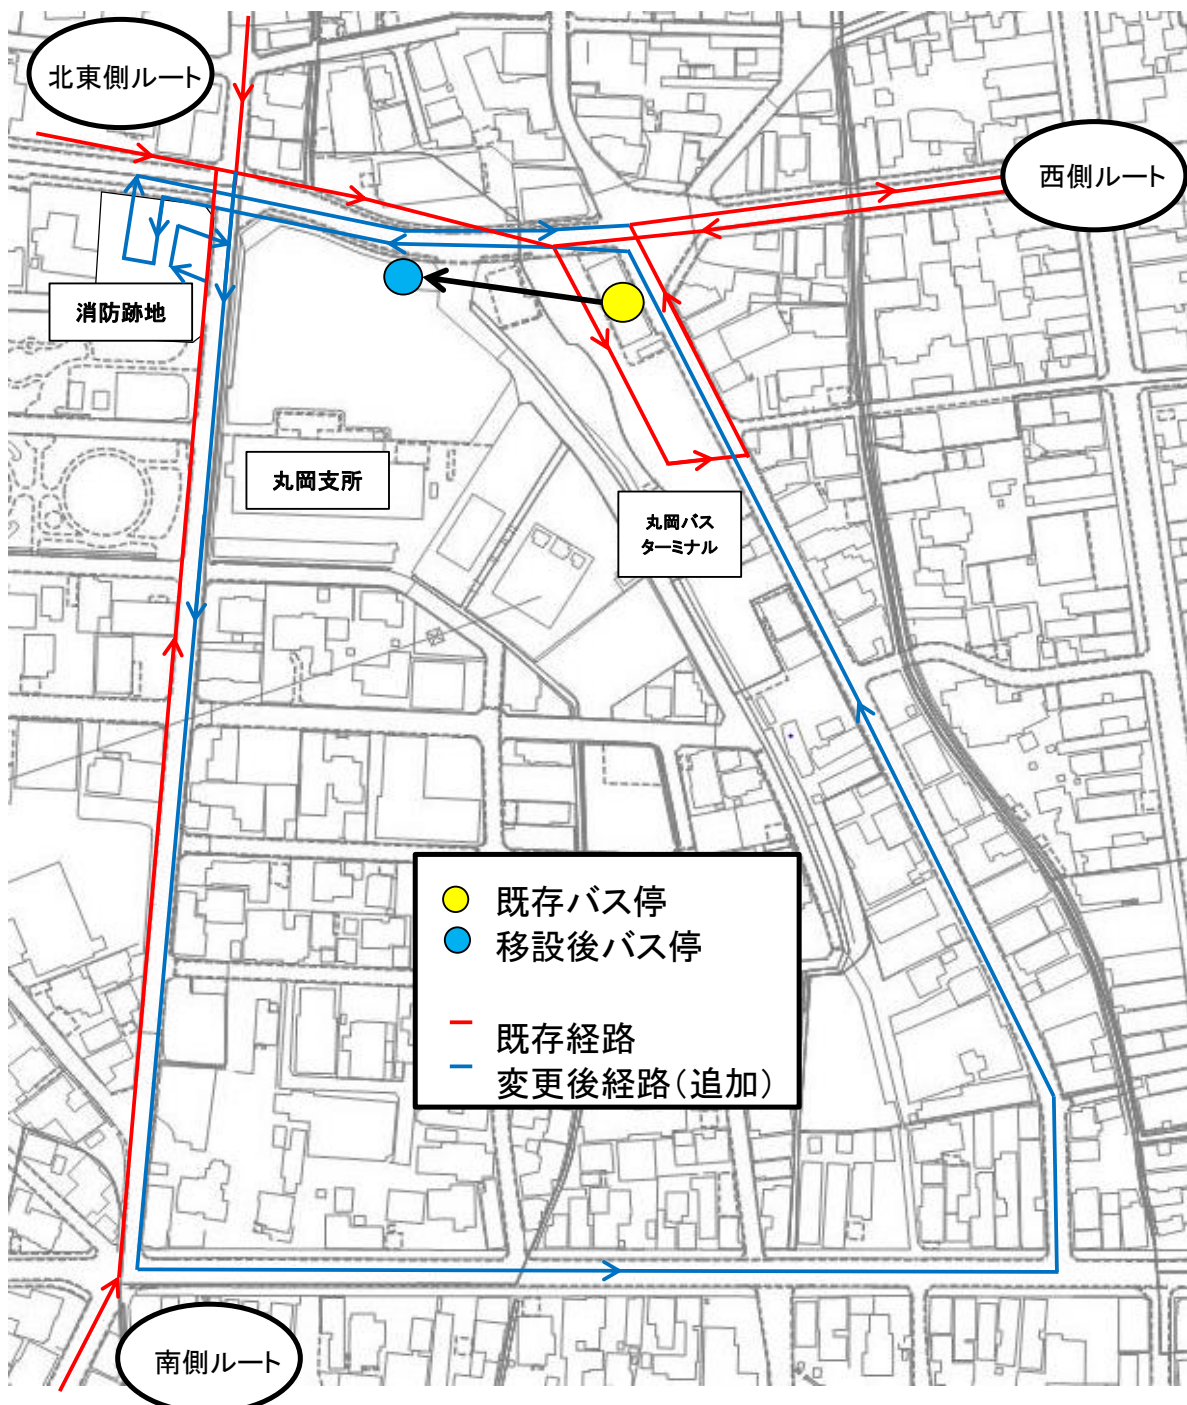 北東側ルート
西側ルート
消防跡地
丸岡支所
丸岡バス
ターミナル
既存バス停
移設後バス停
既存経路
変更後経路（追加）
南側ルート